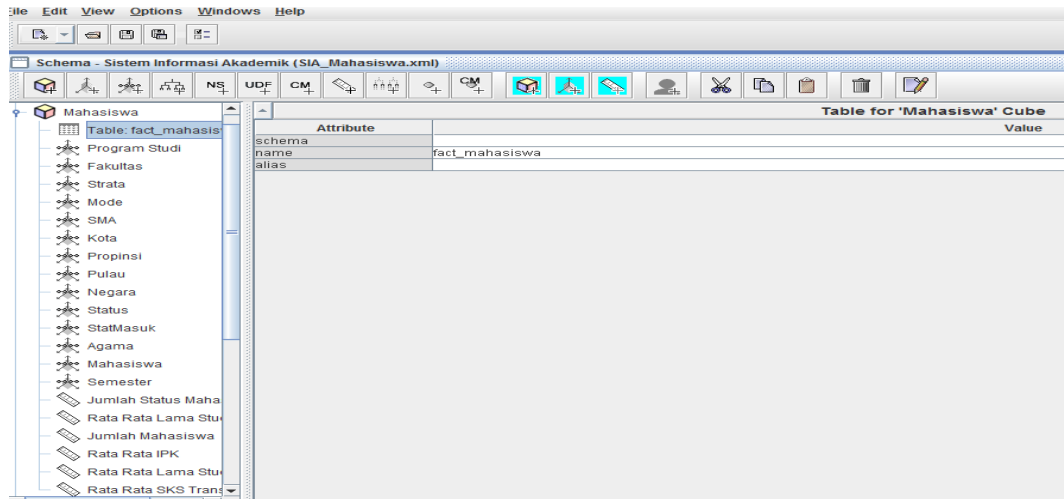 File Edit View Options Windows Help
Schema - Sistem Informasi Akademik (SIA_Mahasiswa.xml)
NS UDF CM CM
Mahasiswa
Table: fact_mahasis
Program Studi
Fakultas
Strata
Mode
SMA
Kota
Propinsi
Pulau
Negara
Status
StatMasuk
Agama
Mahasiswa
Semester
Jumlah Status Maha
Rata Rata Lama Stu
Jumlah Mahasiswa
Rata Rata IPK
Rata Rata Lama Stu
Rata Rata SKS Trans
Table for 'Mahasiswa' Cube
Attribute Value
schema
name fact_mahasiswa
alias